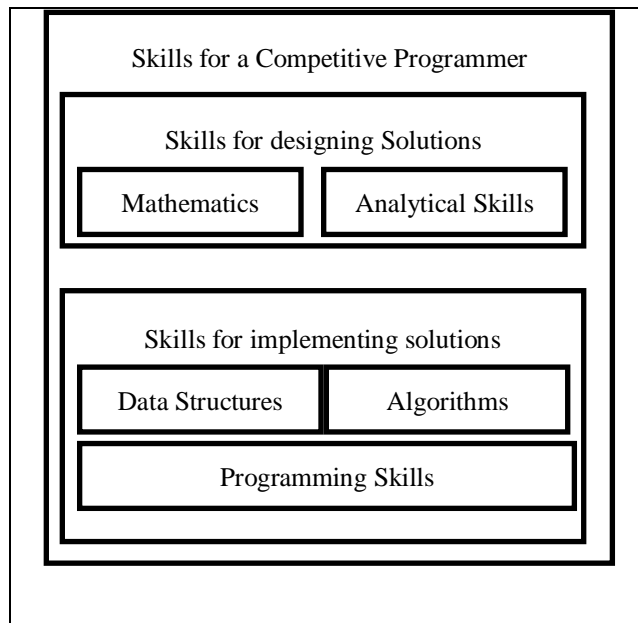 Skills for a Competitive Programmer
Skills for designing Solutions
Mathematics
Analytical Skills
Skills for implementing solutions
Data Structures
Algorithms
Programming Skills